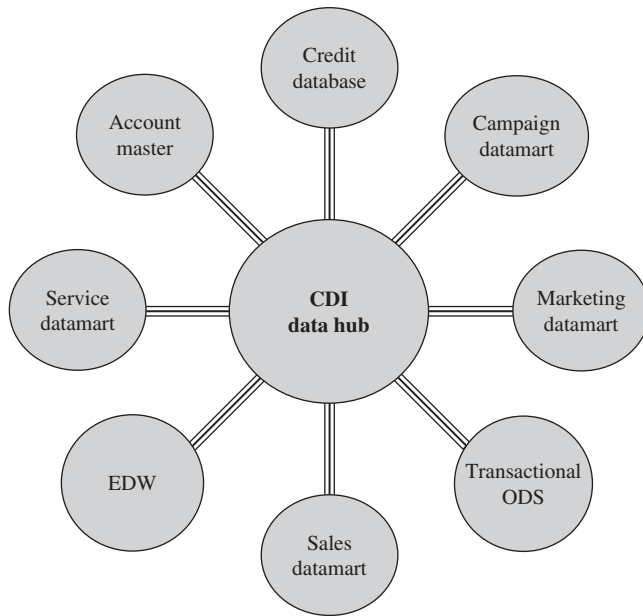 Credit
database
Account
master
Campaign
datamart
Service
datamart
CDI
data hub
Marketing
datamart
EDW
Transactional
ODS
Sales
datamart